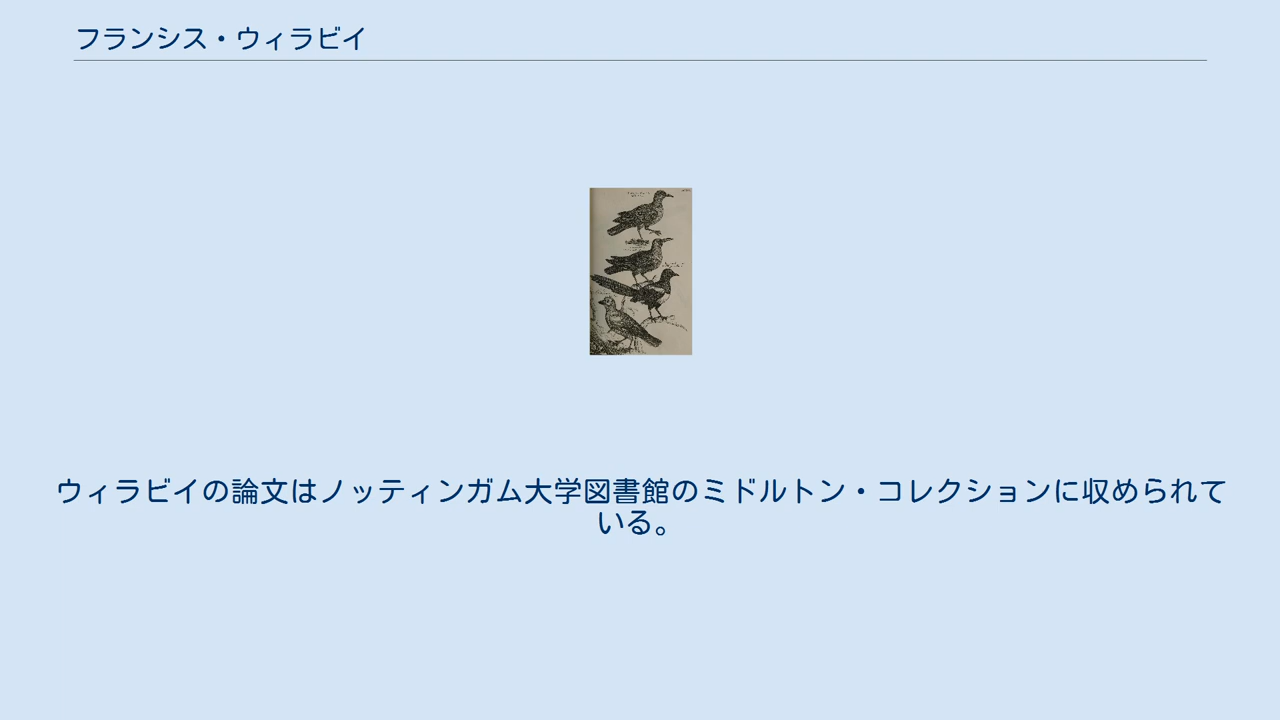 フランシス・ウィラビイ
ウィラビイの論文はノッティンガム大学図書館のミドルトン・コレクションに収められて
いる。